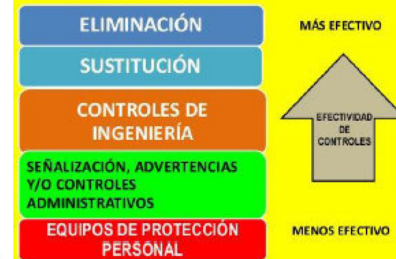 ELIMINACIÓN
MÁS EFECTIVO
SUSTITUCIÓN
CONTROLES DE
INGENIERÍA
EFECTIVIDAD
DE
CONTROLES
SEÑALIZACIÓN, ADVERTENCIAS
Y/O CONTROLES
ADMINISTRATIVOS
EQUIPOS DE PROTECCIÓN
PERSONAL
MENOS EFECTIVO